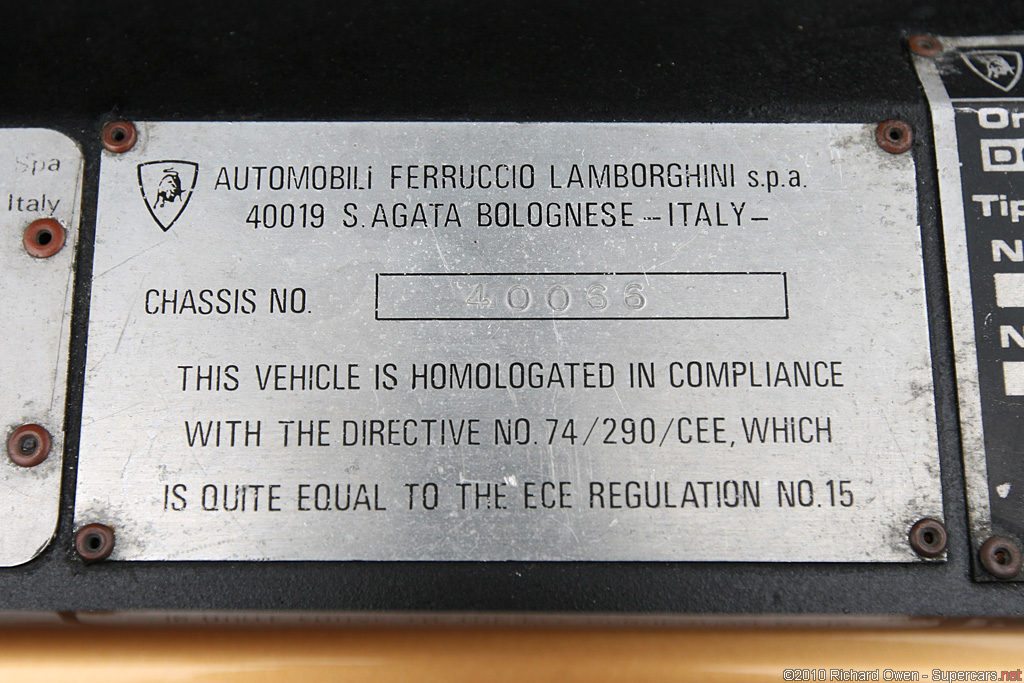 Spa
Italy
AUTOMOBILi FERRUCCIO LAMBORGHINI s.p.a.
40019 S. AGATA BOLOGNESE - ITALY -
CHASSIS NO. 40066
THIS VEHICLE IS HOMOLOGATED IN COMPLIANCE
WITH THE DIRECTIVE NO. 74/290/CEE, WHICH
IS QUITE EQUAL TO THE ECE REGULATION NO. 15
©2010 Richard Owen - Supercars.net